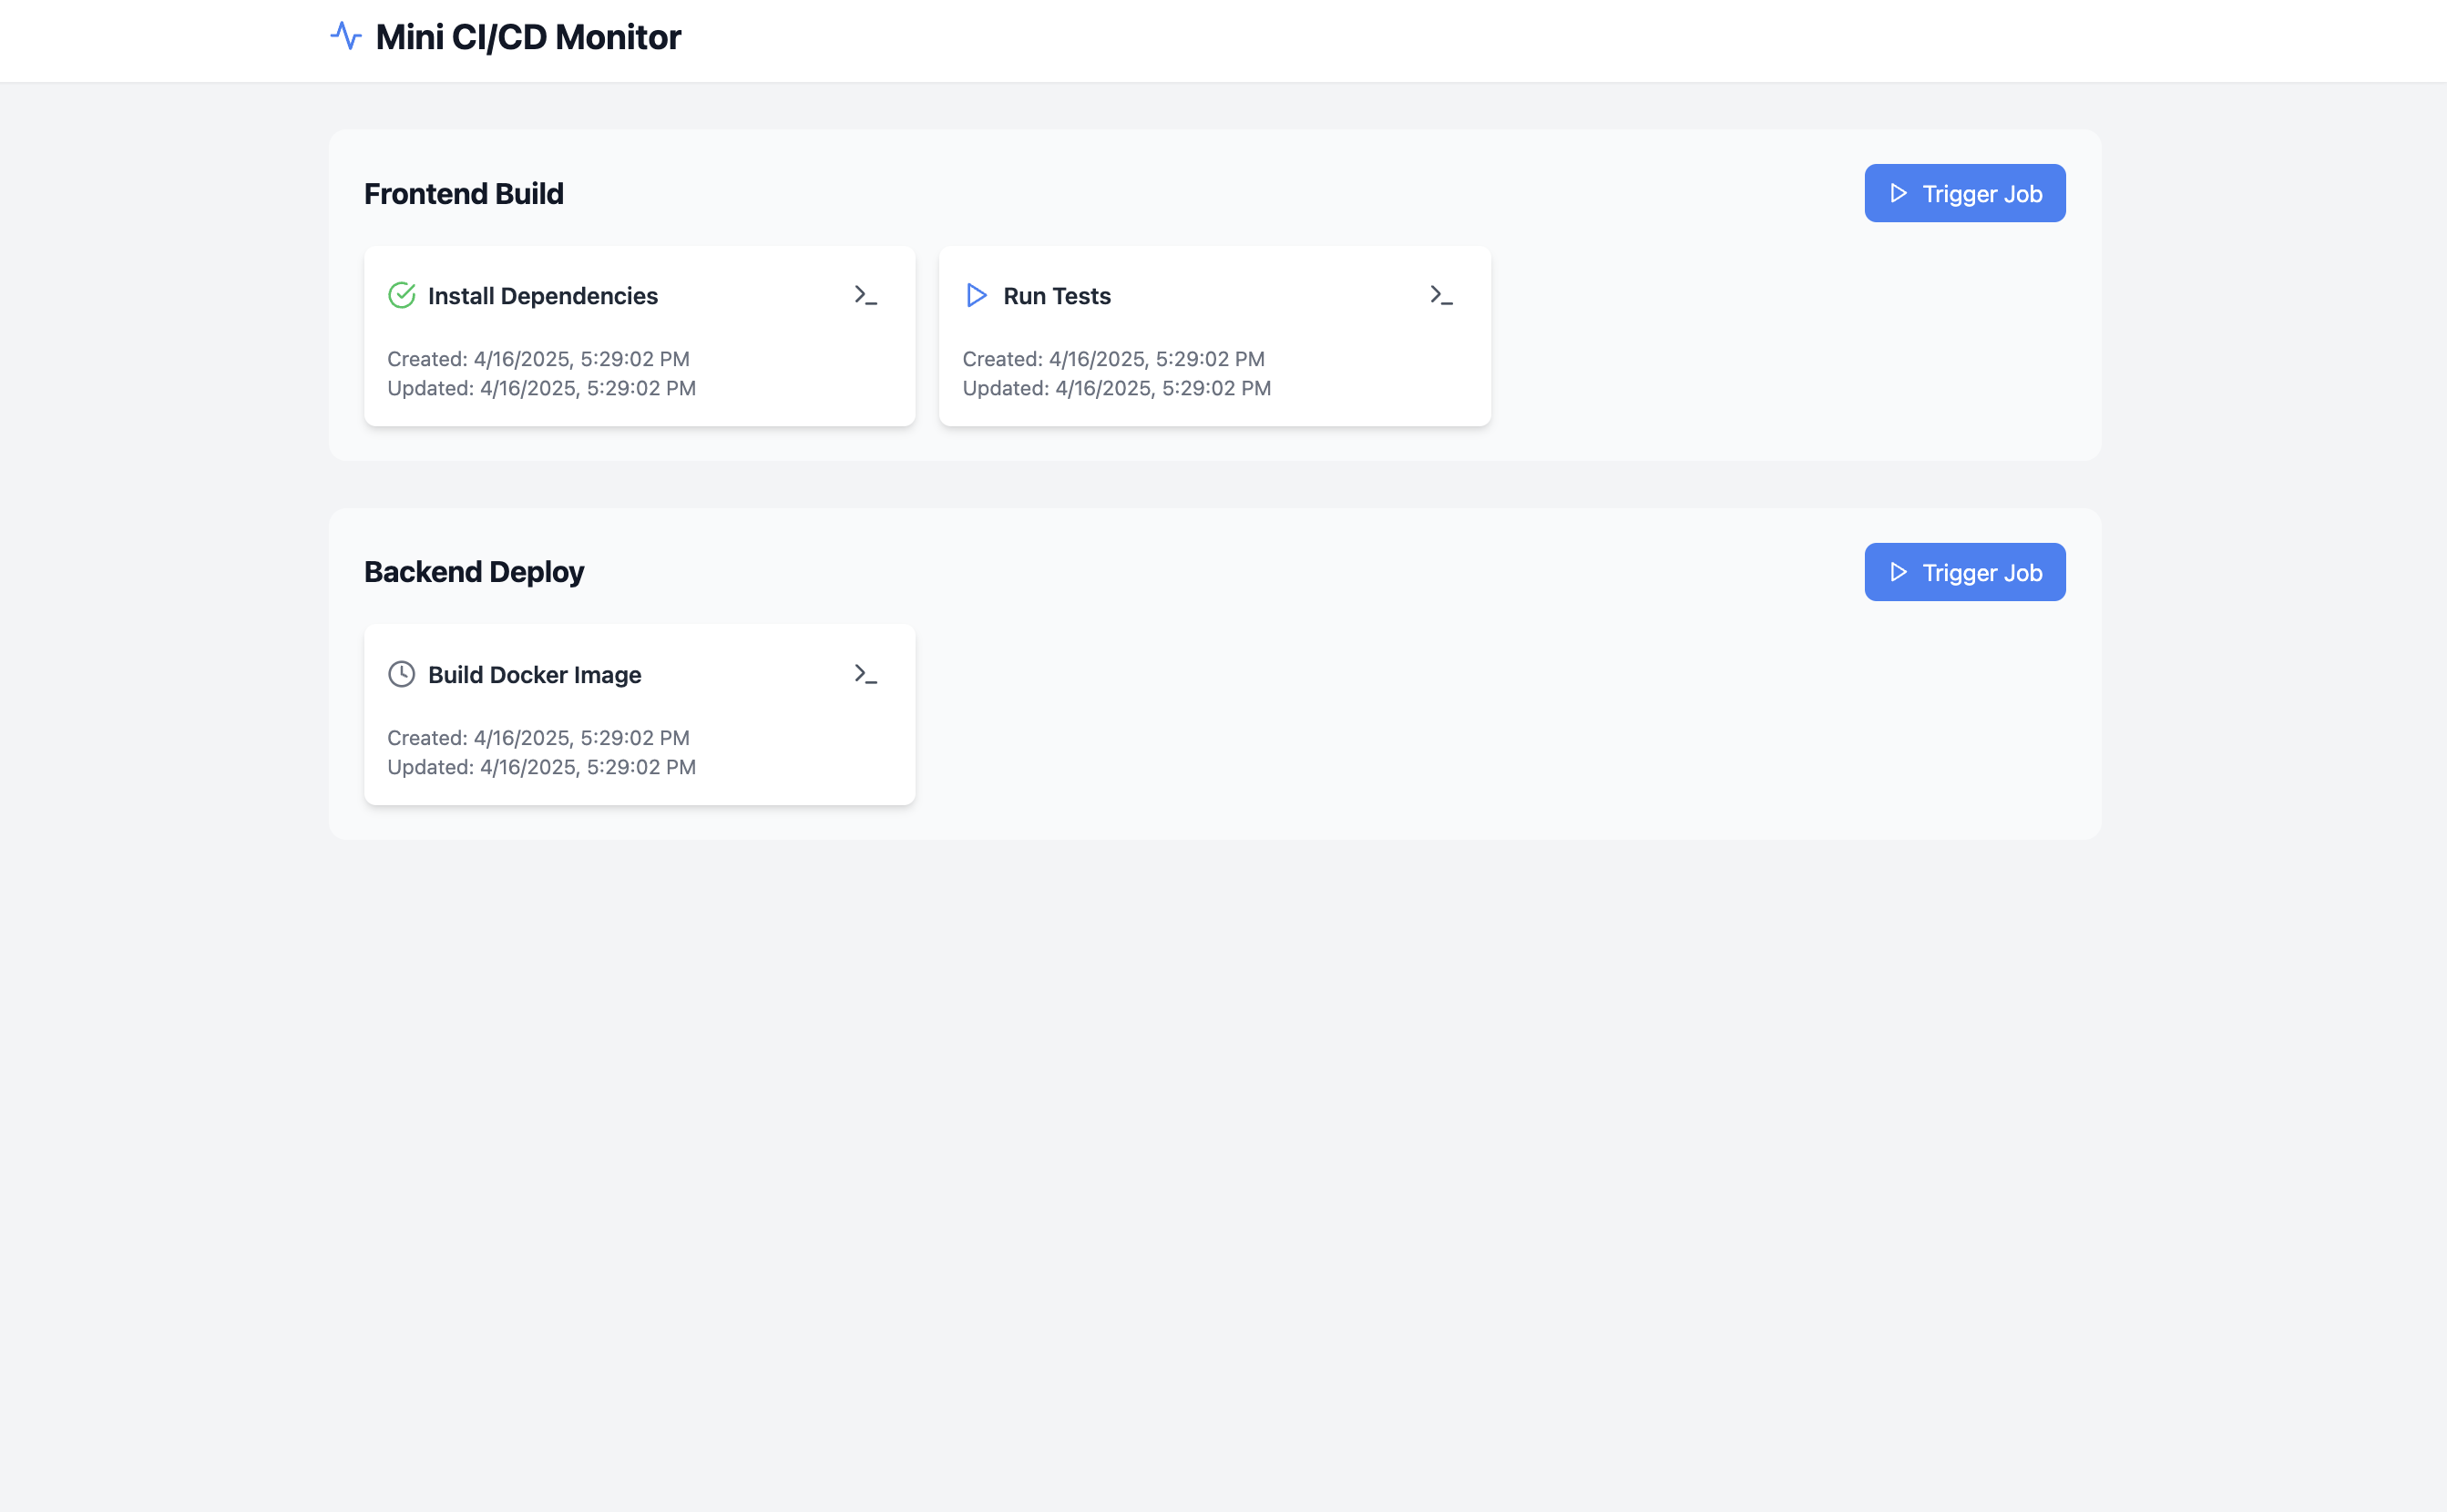 Mini CI/CD Monitor
Frontend Build
Trigger Job
Install Dependencies
Created: 4/16/2025, 5:29:02 PM
Updated: 4/16/2025, 5:29:02 PM
Run Tests
Created: 4/16/2025, 5:29:02 PM
Updated: 4/16/2025, 5:29:02 PM
Backend Deploy
Trigger Job
Build Docker Image
Created: 4/16/2025, 5:29:02 PM
Updated: 4/16/2025, 5:29:02 PM